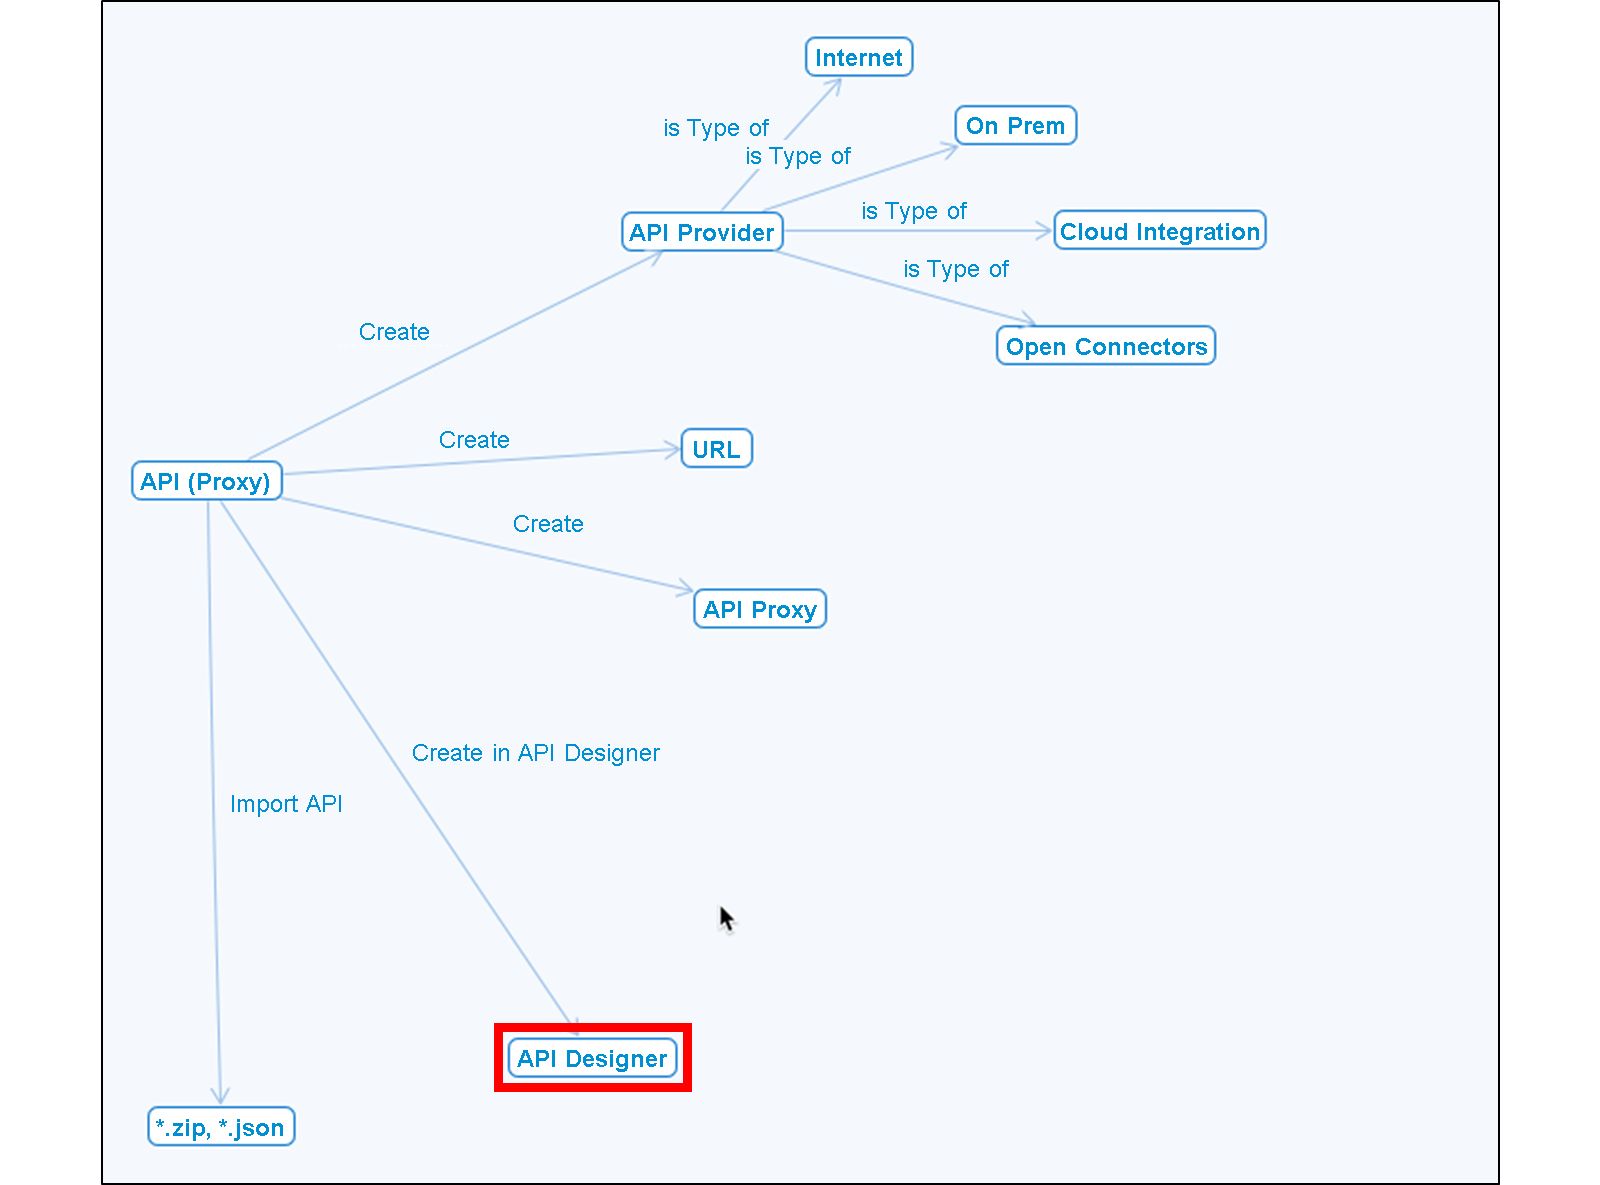 Internet
On Prem
is Type of
is Type of
is Type of
API Provider
Cloud Integration
is Type of
Create
Open Connectors
Create
URL
API (Proxy)
Create
API Proxy
Create in API Designer
Import API
API Designer
*.zip, *.json